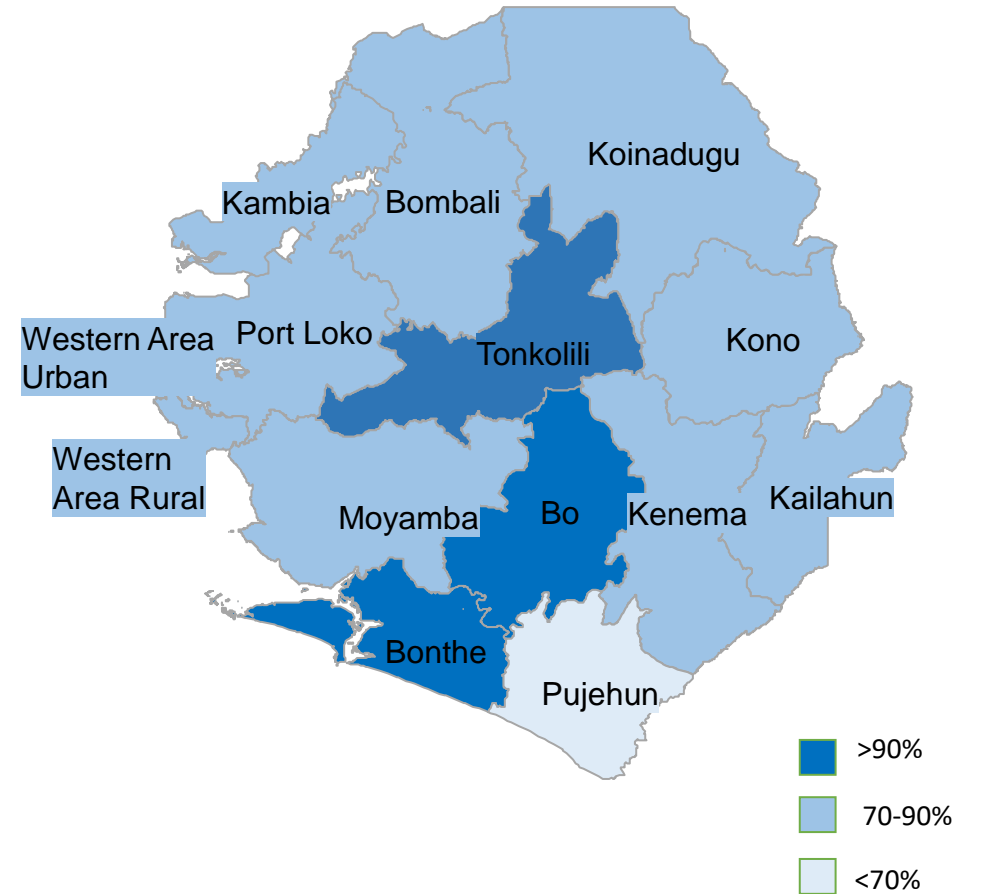 Koinadugu
Kambia
Bombali
Western Area
Urban
Port Loko
Tonkolili
Kono
Western
Area Rural
Moyamba
Bo
Kenema
Kailahun
Bonthe
Pujehun
>90%
70-90%
<70%